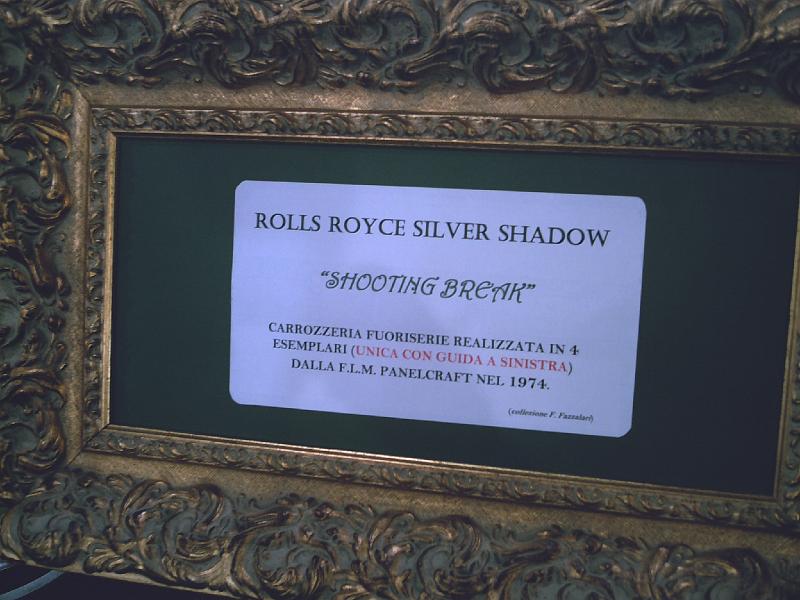 ROLLS ROYCE SILVER SHADOW
“SHOOTING BREAK”
CARROZZERIA FUORISERIE REALIZZATA IN 4
ESEMPLARI (UNICA CON GUIDA A SINISTRA)
DALLA F.L.M. PANELCRAFT NEL 1974.
(collezione F. Fazzalari)